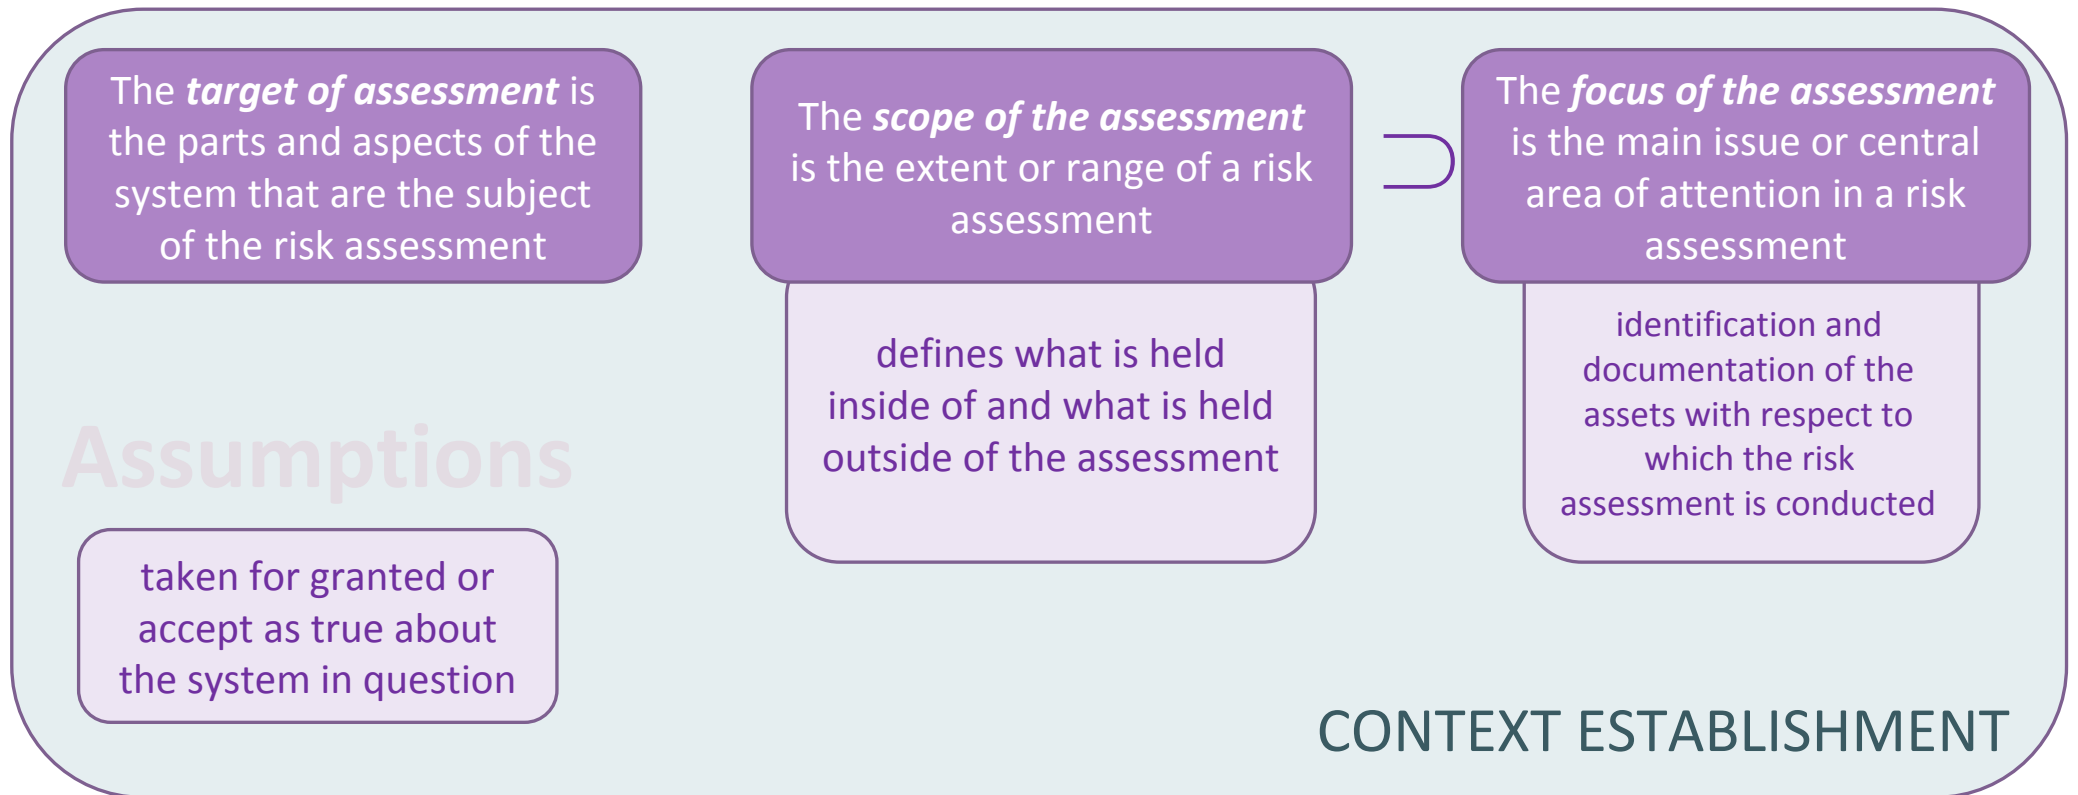 The target of assessment is
the parts and aspects of the
system that are the subject
of the risk assessment
The scope of the assessment
is the extent or range of a risk
assessment
⊃
The focus of the assessment
is the main issue or central
area of attention in a risk
assessment
defines what is held
inside of and what is held
outside of the assessment
identification and
documentation of the
assets with respect to
which the risk
assessment is conducted
Assumptions
taken for granted or
accept as true about
the system in question
CONTEXT ESTABLISHMENT